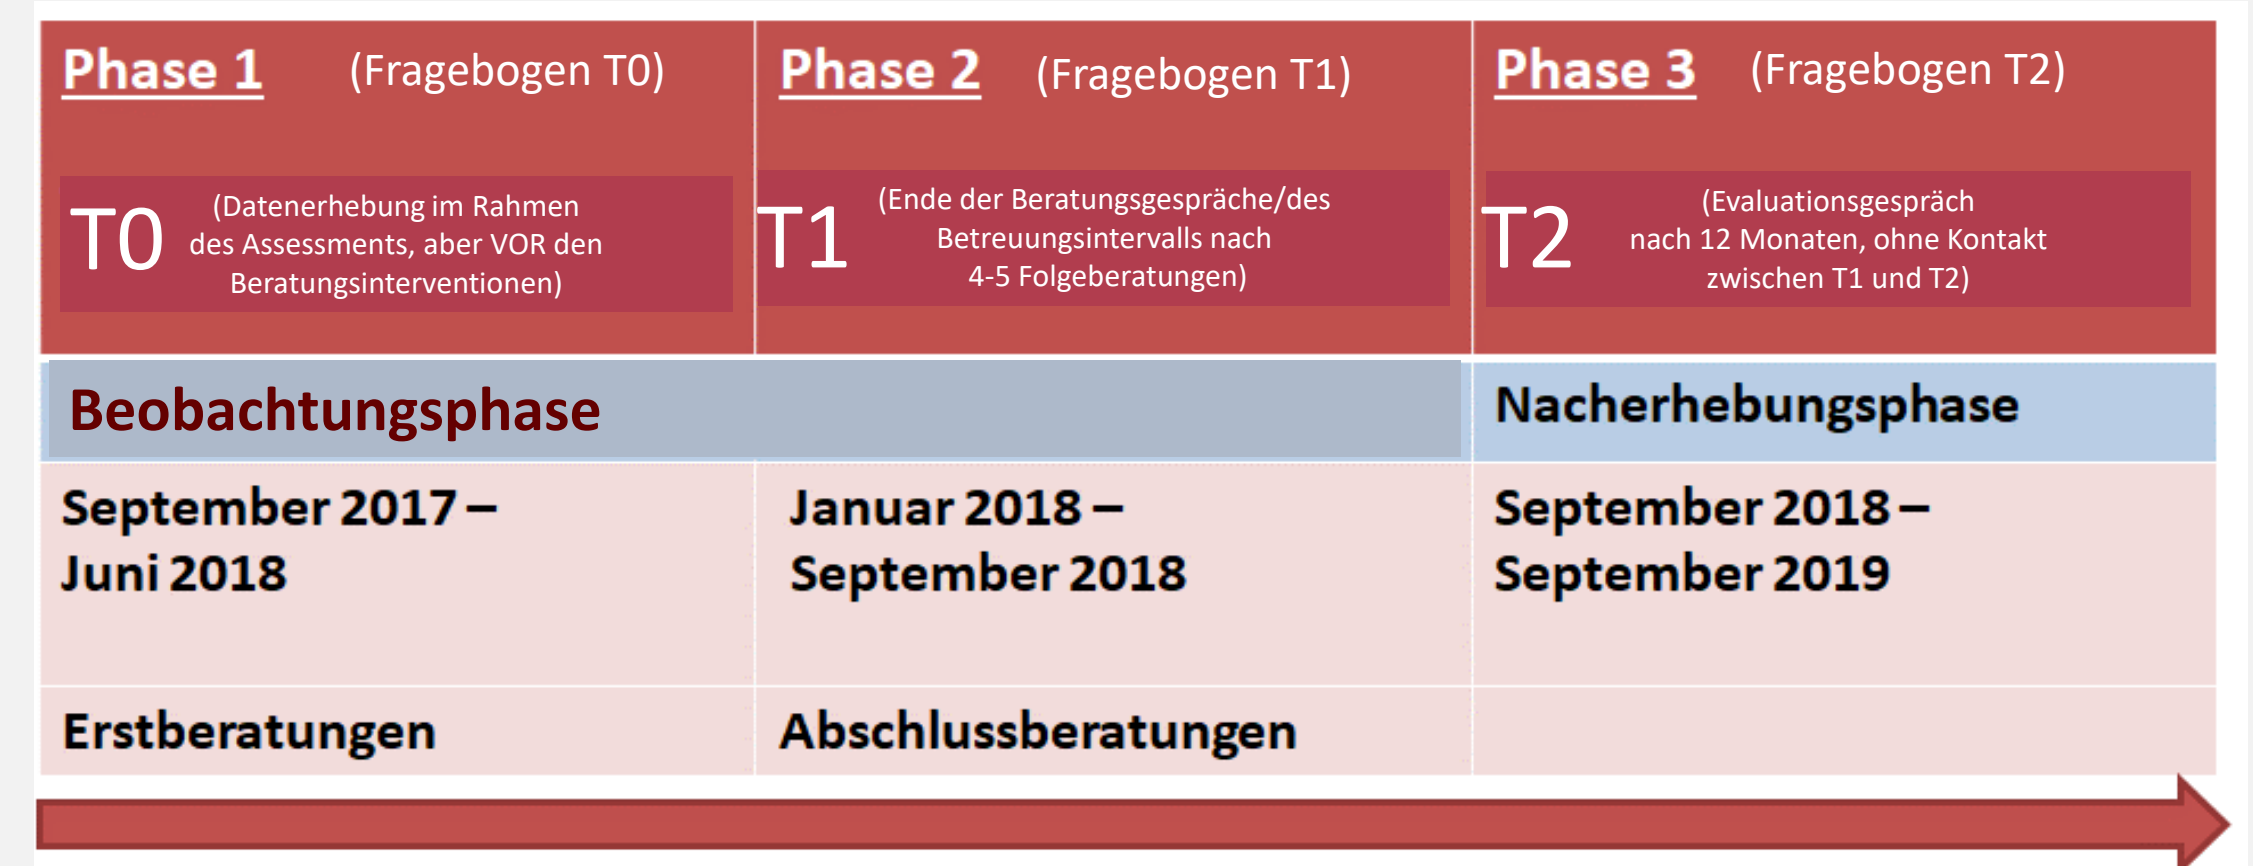 Phase 1 (Fragebogen T0)
T0
(Datenerhebung im Rahmen
des Assessments, aber VOR den
Beratungsinterventionen)
Phase 2 (Fragebogen T1)
T1
(Ende der Beratungsgespräche/des
Betreuungsintervalls nach
4-5 Folgeberatungen)
Phase 3 (Fragebogen T2)
T2
(Evaluationsgespräch
nach 12 Monaten, ohne Kontakt
zwischen T1 und T2)
Beobachtungsphase
Nacherhebungsphase
September 2017 –
Juni 2018
Januar 2018 –
September 2018
September 2018 –
September 2019
Erstberatungen
Abschlussberatungen